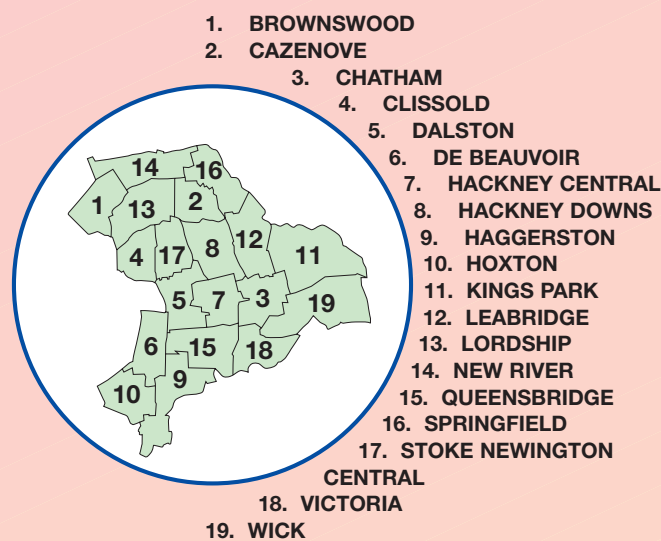 1. BROWNSWOOD
2. CAZENOVE
3. CHATHAM
4. CLISSOLD
5. DALSTON
6. DE BEAUVOIR
7. HACKNEY CENTRAL
8. HACKNEY DOWNS
9. HAGGERSTON
10. HOXTON
11. KINGS PARK
12. LEABRIDGE
13. LORDSHIP
14. NEW RIVER
15. QUEENSBRIDGE
16. SPRINGFIELD
17. STOKE NEWINGTON
CENTRAL
18. VICTORIA
19. WICK
14
16
1
13
2
4
17
8
12
11
5
7
3
19
6
15
18
10
9